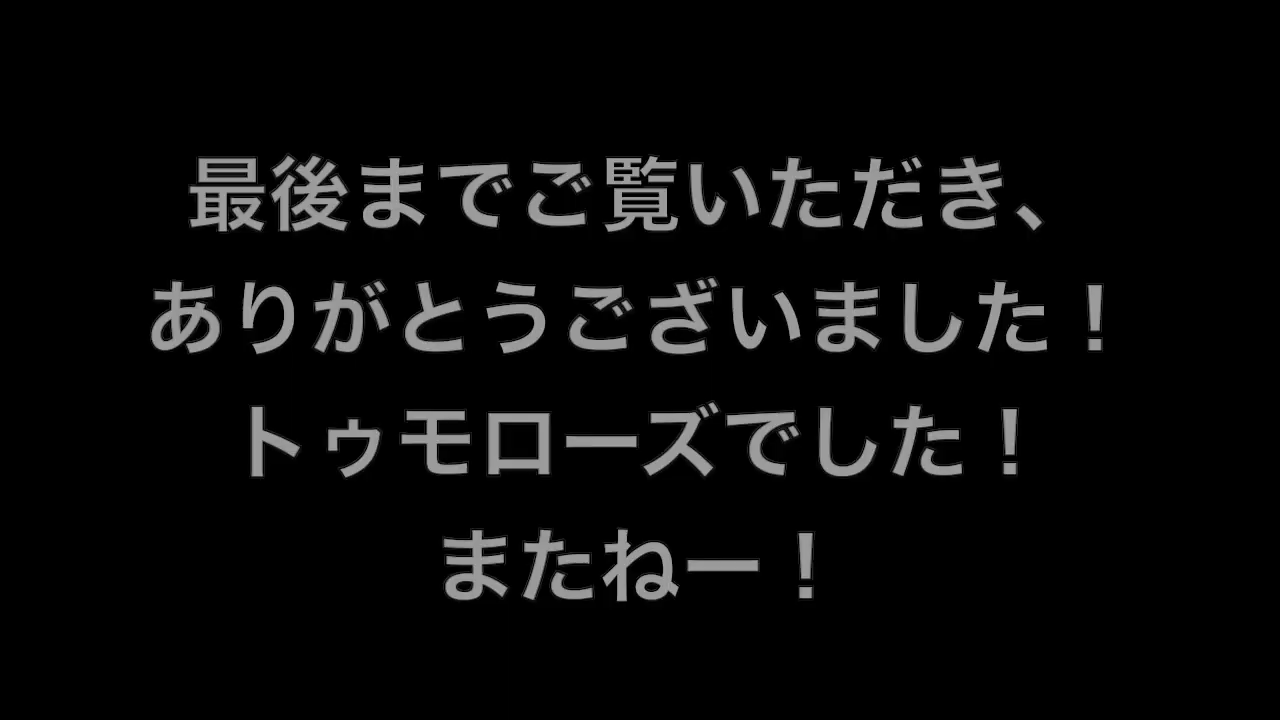 最後までご覧いただき、
ありがとうございました！
トゥモローズでした！
またねー！